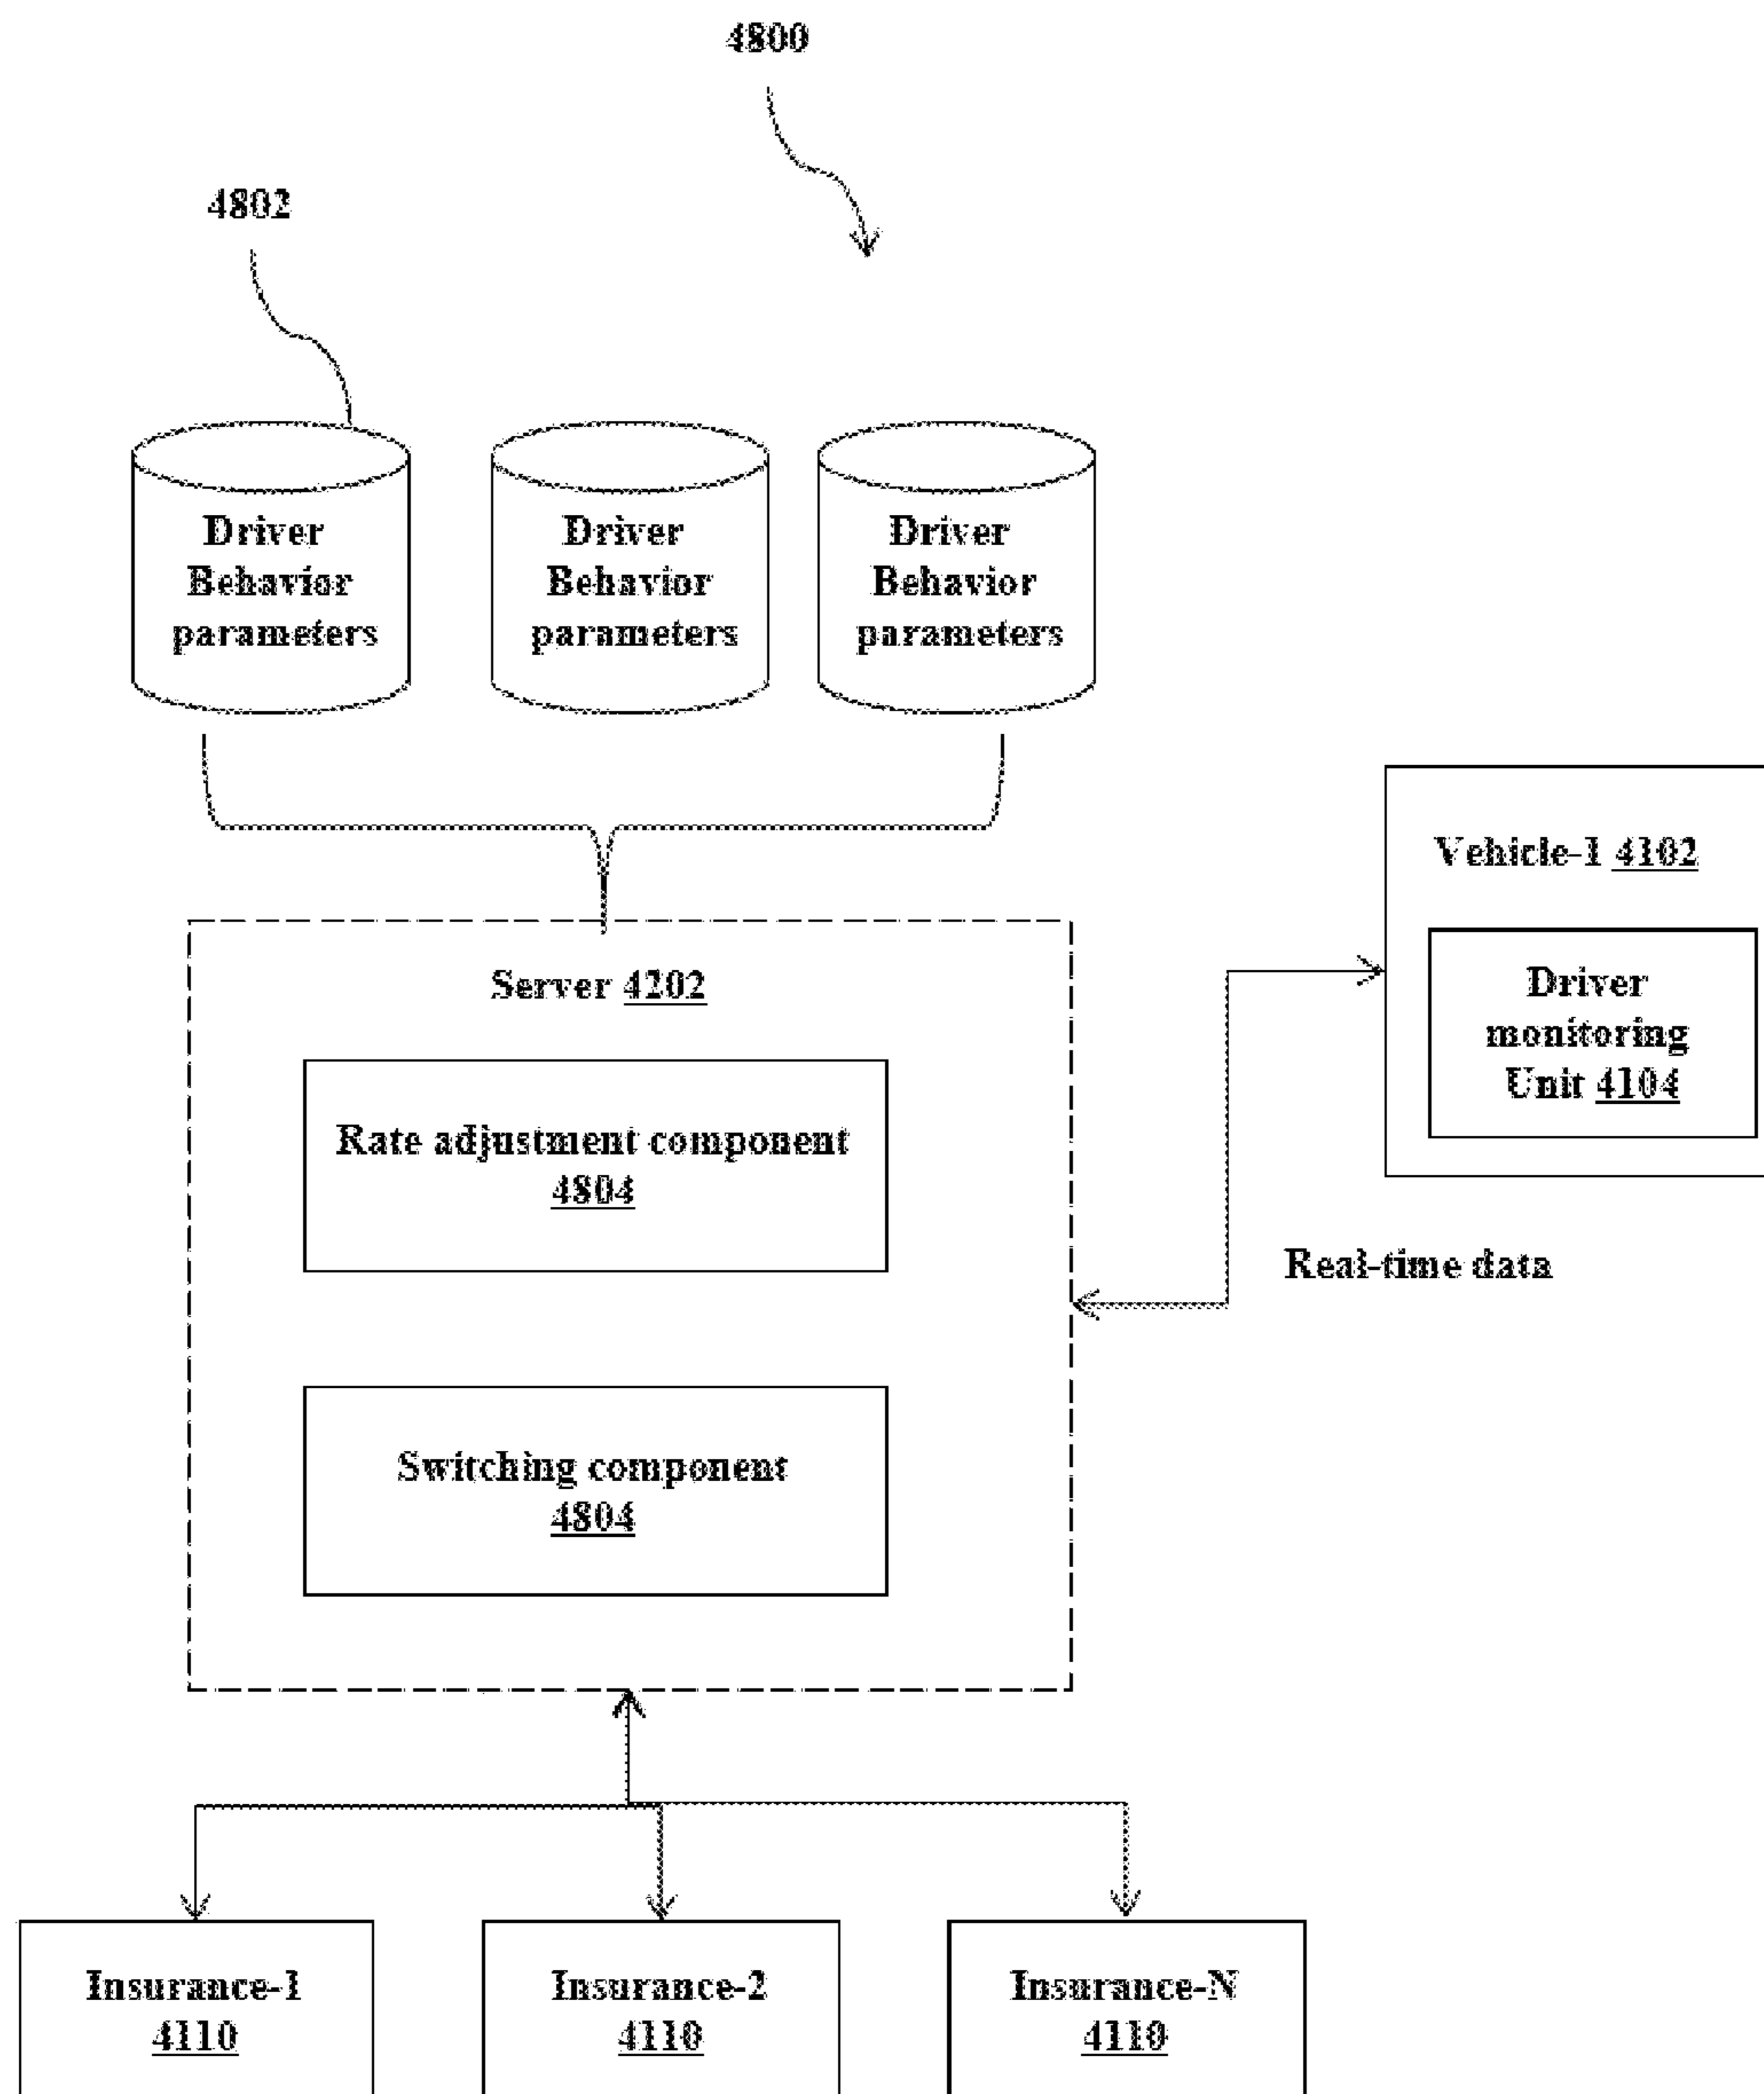 4800
4802
Driver
Behavior
parameters
Driver
Behavior
parameters
Driver
Behavior
parameters
Vehicle-1 4102
Driver
monitoring
Unit 4104
Server 4202
Rate adjustment component
4804
Real-time data
Switching component
4804
Insurance-1
4110
Insurance-2
4110
Insurance-N
4110